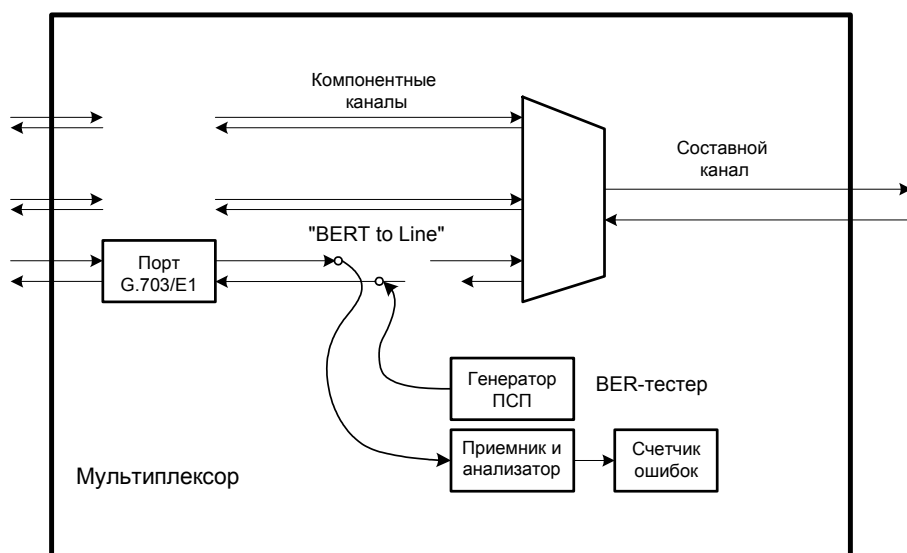 Компонентные
каналы
Составной
канал
"BERT to Line"
Порт
G.703/E1
Генератор
ПСП
BER-тестер
Приемник и
анализатор
Счетчик
ошибок
Мультиплексор